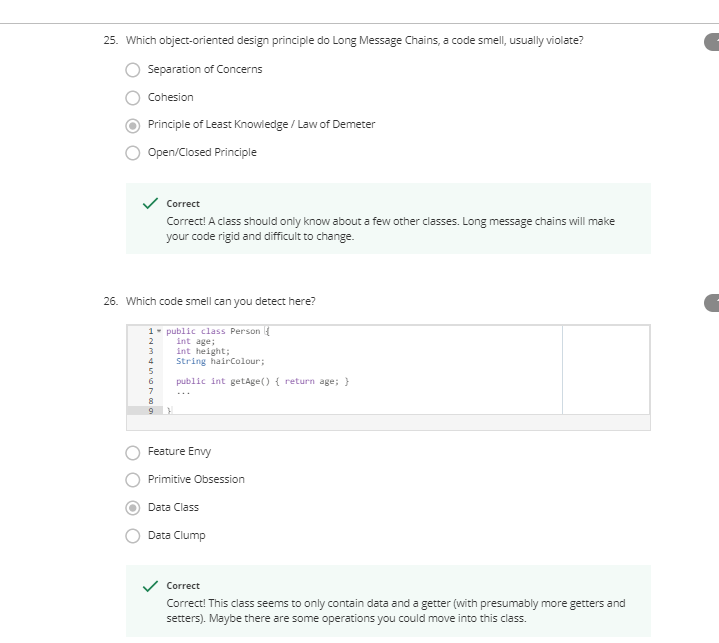 25. Which object-oriented design principle do Long Message Chains, a code smell, usually violate?
Separation of Concerns
Cohesion
Principle of Least Knowledge / Law of Demeter
Open/Closed Principle
Correct
Correct! A class should only know about a few other classes. Long message chains will make
your code rigid and difficult to change.
26. Which code smell can you detect here?
1 public class Person {
2 int age;
3 int height;
4 String hairColour;
5
6 public int getAge() { return age; }
7 ...
8
9 }
Feature Envy
Primitive Obsession
Data Class
Data Clump
Correct
Correct! This class seems to only contain data and a getter (with presumably more getters and
setters). Maybe there are some operations you could move into this class.